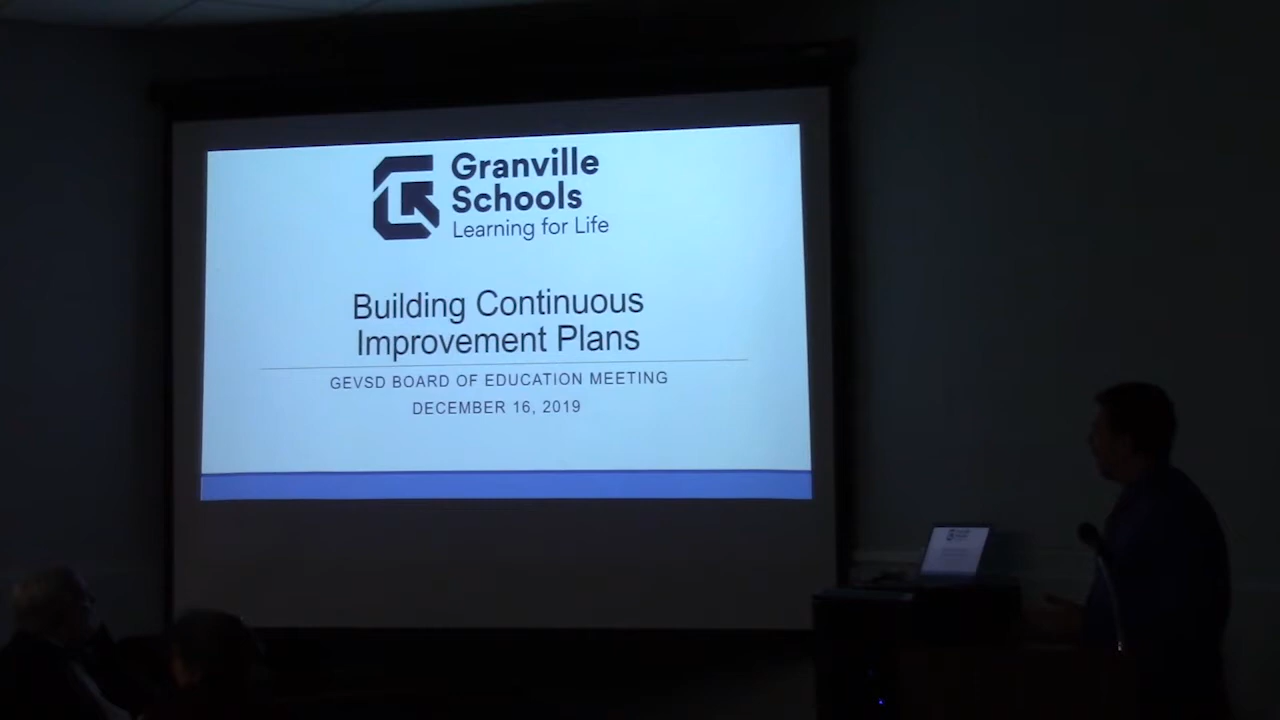 Granville
Schools
Learning for Life
Building Continuous
Improvement Plans
GEVSD BOARD OF EDUCATION MEETING
DECEMBER 16, 2019